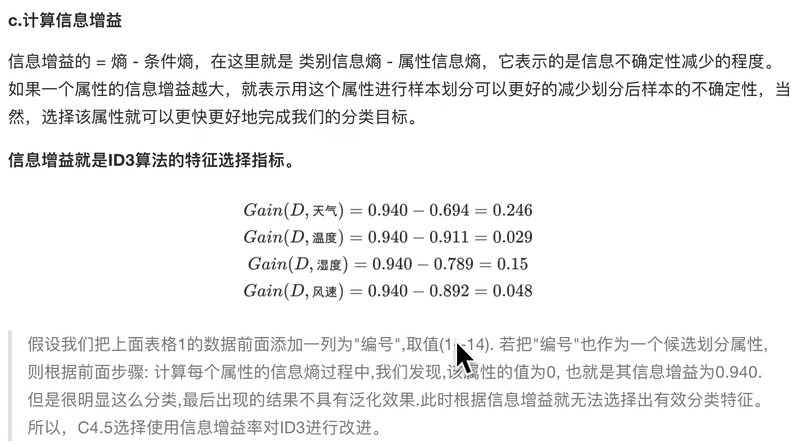 c.计算信息增益
信息增益的 = 熵 - 条件熵，在这里就是 类别信息熵 - 属性信息熵，它表示的是信息不确定性减少的程度。
如果一个属性的信息增益越大，就表示用这个属性进行样本划分可以更好的减少划分后样本的不确定性，当
然，选择该属性就可以更快更好地完成我们的分类目标。
信息增益就是ID3算法的特征选择指标。
Gain(D, 天气) = 0.940 − 0.694 = 0.246
Gain(D, 温度) = 0.940 − 0.911 = 0.029
Gain(D, 湿度) = 0.940 − 0.789 = 0.15
Gain(D, 风速) = 0.940 − 0.892 = 0.048
假设我们把上面表格1的数据前面添加一列为"编号",取值(1--14). 若把"编号"也作为一个候选划分属性,
则根据前面步骤: 计算每个属性的信息熵过程中,我们发现,该属性的值为0, 也就是其信息增益为0.940.
但是很明显这么分类,最后出现的结果不具有泛化效果.此时根据信息增益就无法选择出有效分类特征。
所以，C4.5选择使用信息增益率对ID3进行改进。